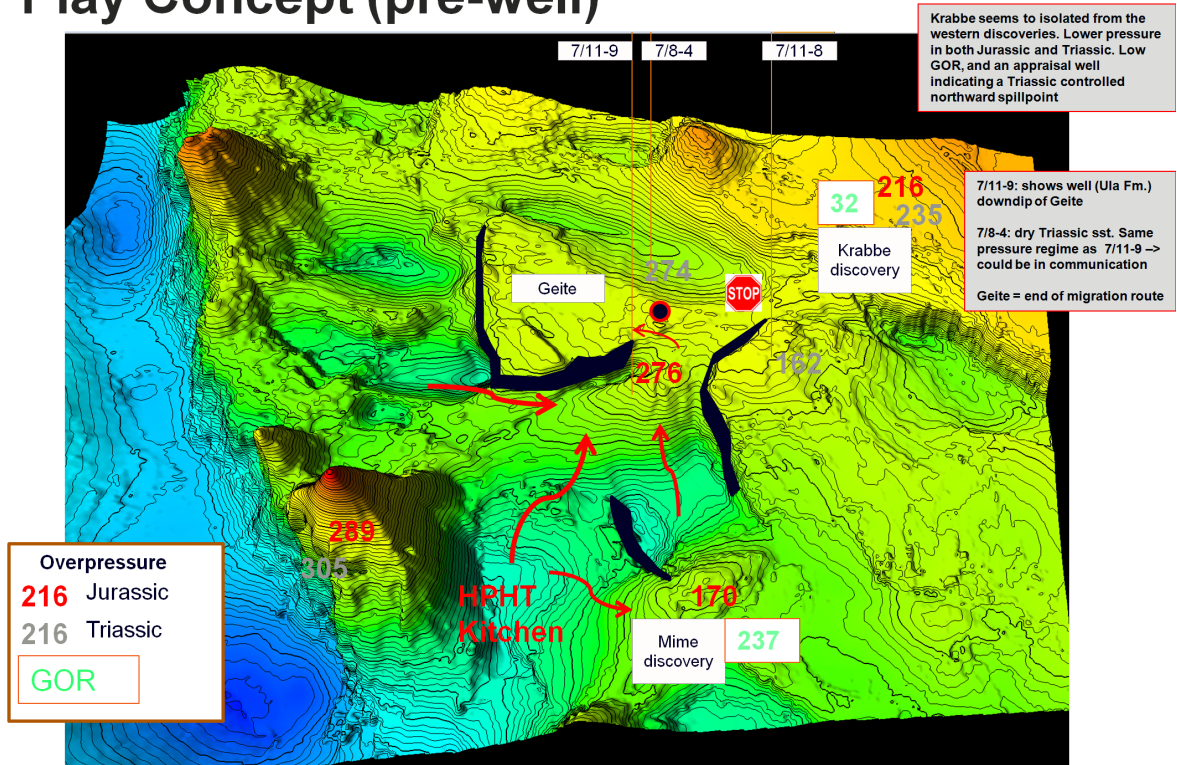 Play Concept (pre-well)
Krabbe seems to isolated from the
western discoveries. Lower pressure
in both Jurassic and Triassic. Low
GOR, and an appraisal well
indicating a Triassic controlled
northward spillpoint
7/11-9
7/8-4
7/11-8
7/11-9: shows well (Ula Fm.)
downdip of Geite
7/8-4: dry Triassic sst. Same
pressure regime as 7/11-9 –>
could be in communication
Geite = end of migration route
32
216
235
Krabbe
discovery
274
Geite
STOP
276
162
289
305
HPHT
Kitchen
170
Mime
discovery
237
Overpressure
216 Jurassic
216 Triassic
GOR